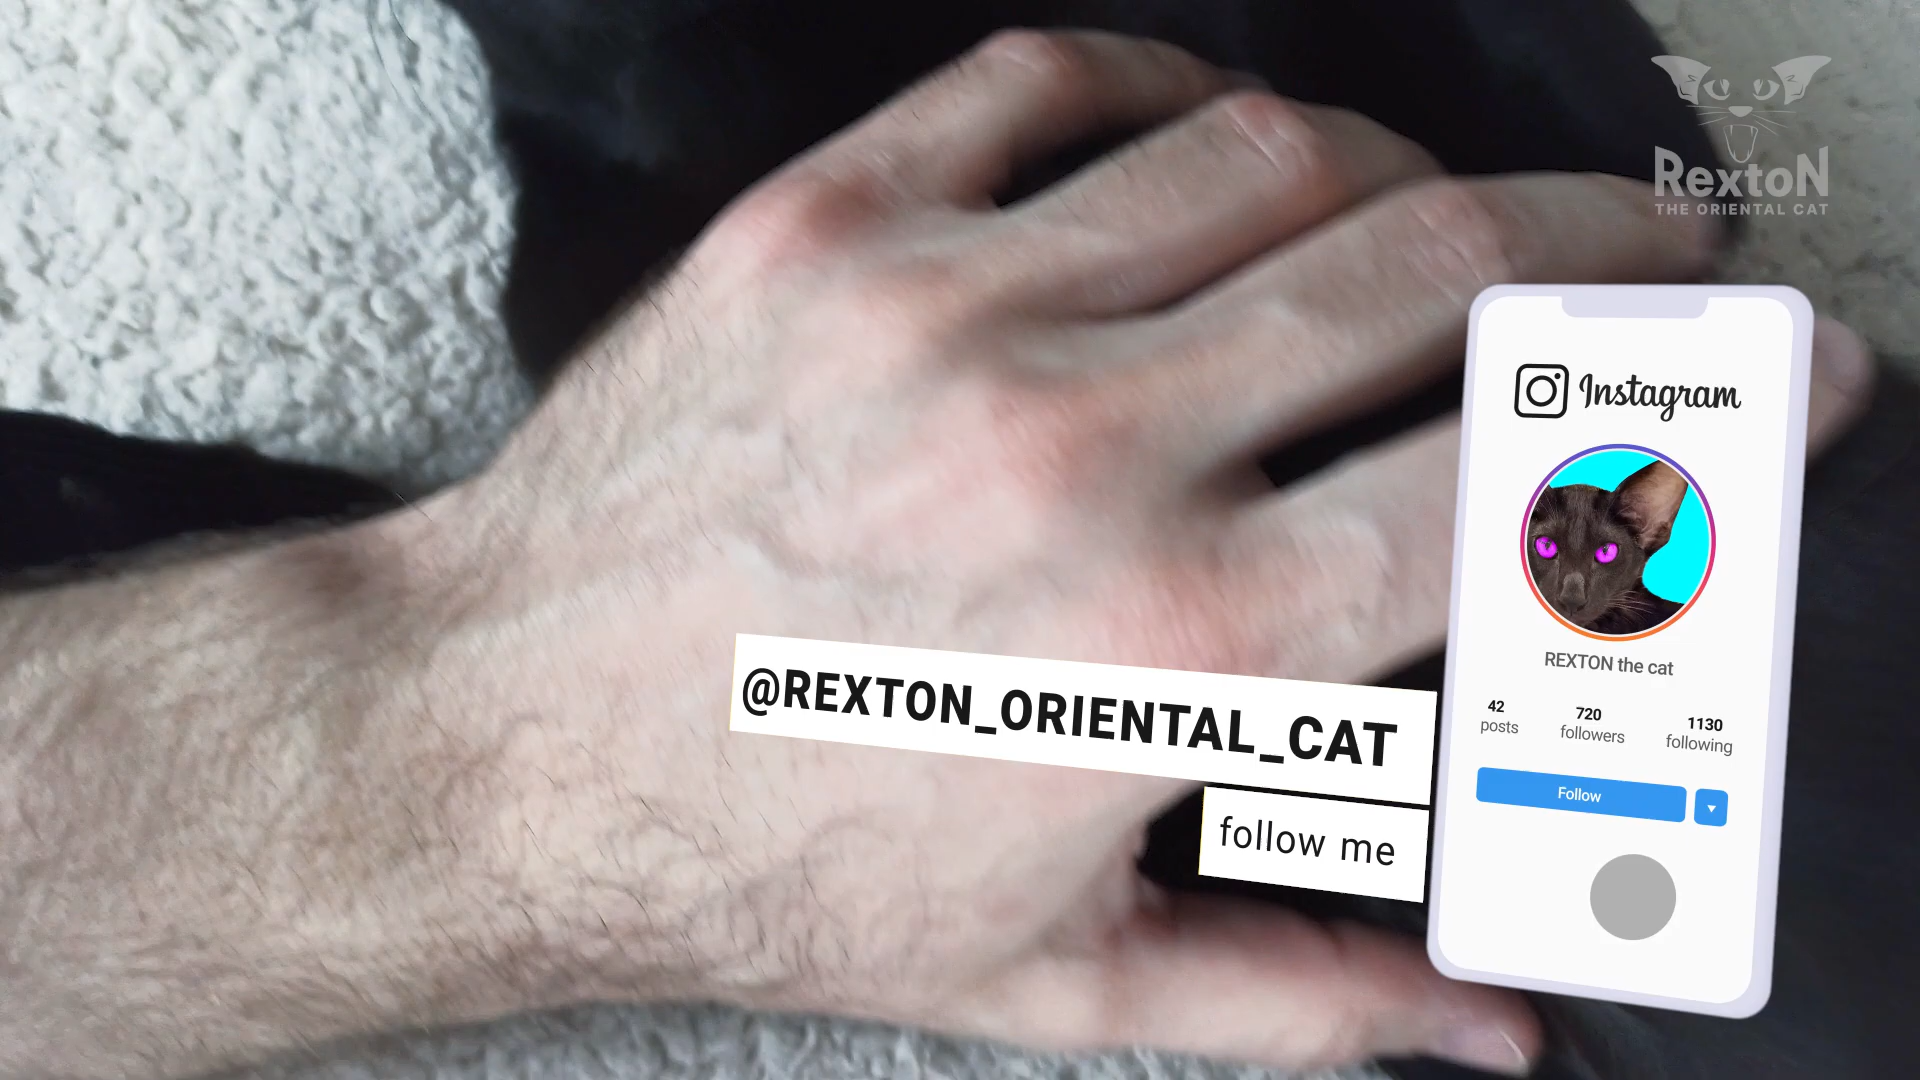 RextoN
THE ORIENTAL CAT
Instagram
REXTON the cat
42
posts
720
followers
1130
following
Follow
@REXTON_ORIENTAL_CAT
follow me